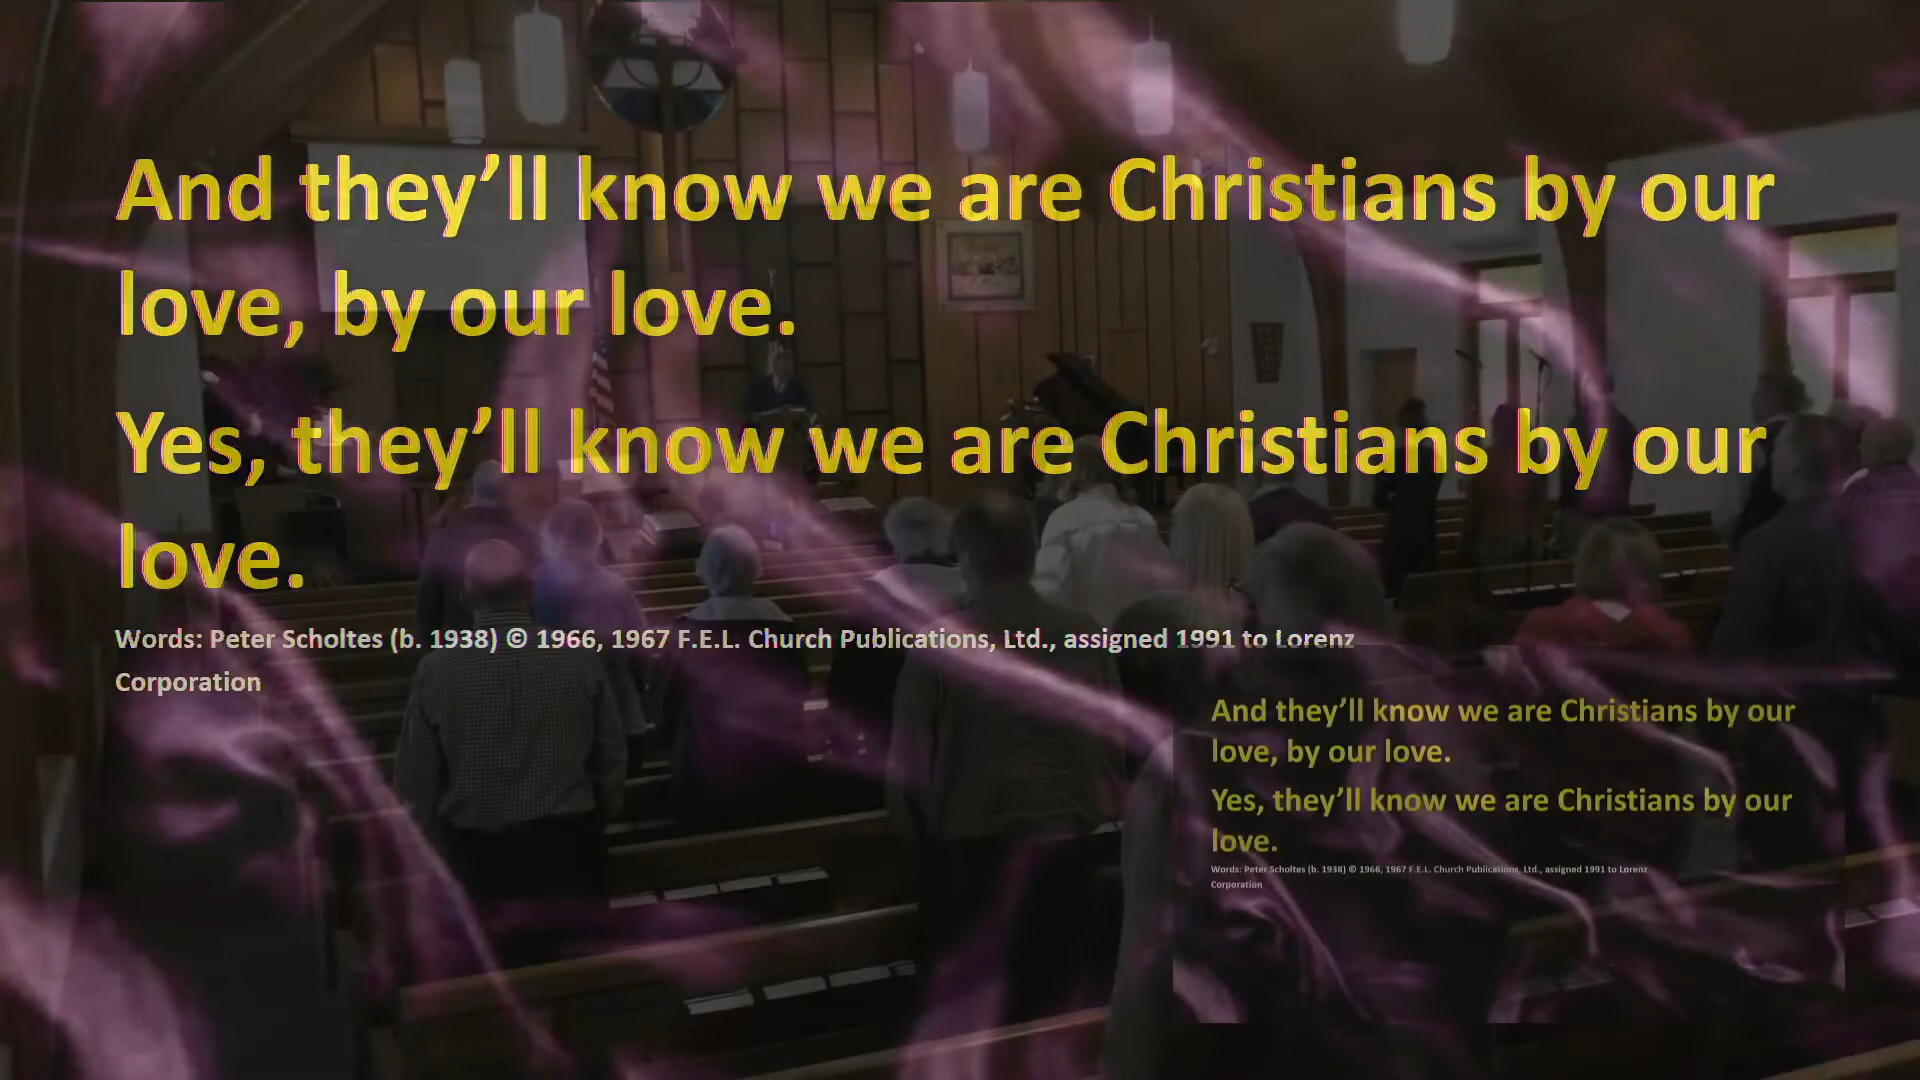 And they’ll know we are Christians by our
love, by our love.
Yes, they’ll know we are Christians by our
love.
Words: Peter Scholtes (b. 1938) © 1966, 1967 F.E.L. Church Publications, Ltd., assigned 1991 to Lorenz
Corporation
And they’ll know we are Christians by our
love, by our love.
Yes, they’ll know we are Christians by our
love.
Words: Peter Scholtes (b. 1938) © 1966, 1967 F.E.L. Church Publications, Ltd., assigned 1991 to Lorenz
Corporation